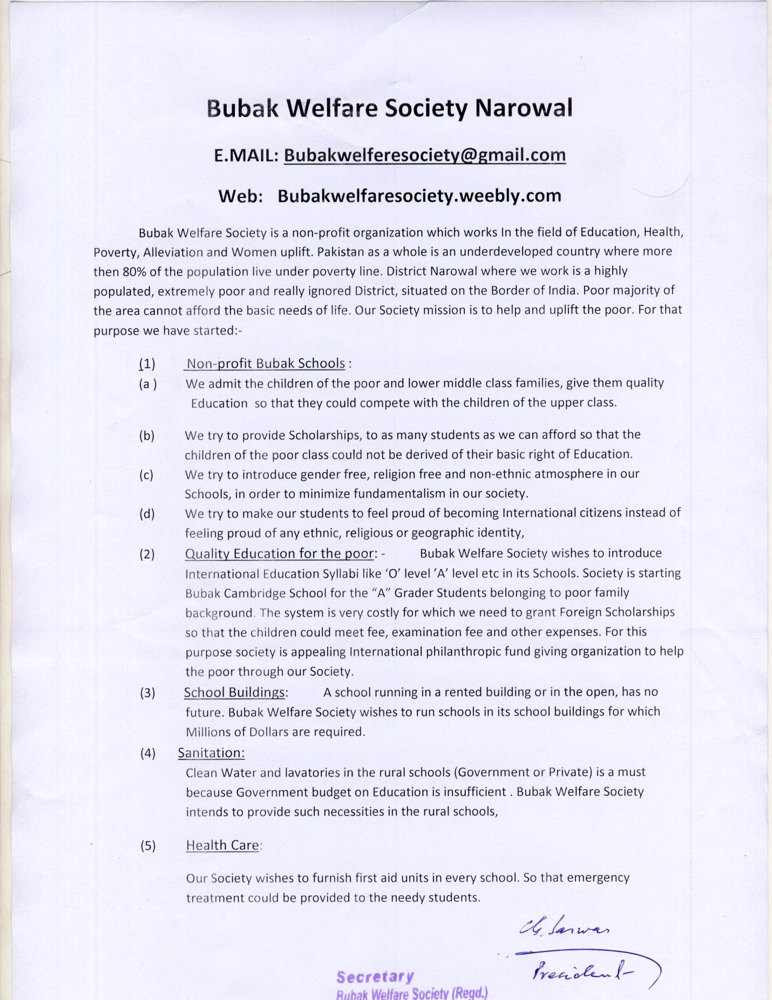 Bubak Welfare Society Narowal
E.MAIL: Bubakwelferesociety@gmail.com
Web: Bubakwelfaresociety.weebly.com
Bubak Welfare Society is a non-profit organization which works In the field of Education, Health,
Poverty, Alleviation and Women uplift. Pakistan as a whole is an underdeveloped country where more
then 80% of the population live under poverty line. District Narowal where we work is a highly
populated, extremely poor and really ignored District, situated on the Border of India. Poor majority of
the area cannot afford the basic needs of life. Our Society mission is to help and uplift the poor. For that
purpose we have started:-
(1) Non-profit Bubak Schools :
(a ) We admit the children of the poor and lower middle class families, give them quality
Education so that they could compete with the children of the upper class.
(b) We try to provide Scholarships, to as many students as we can afford so that the
children of the poor class could not be derived of their basic right of Education.
(c) We try to introduce gender free, religion free and non-ethnic atmosphere in our
Schools, in order to minimize fundamentalism in our society.
(d) We try to make our students to feel proud of becoming International citizens instead of
feeling proud of any ethnic, religious or geographic identity,
(2) Quality Education for the poor: - Bubak Welfare Society wishes to introduce
International Education Syllabi like ‘O’ level ’A’ level etc in its Schools. Society is starting
Bubak Cambridge School for the “A” Grader Students belonging to poor family
background. The system is very costly for which we need to grant Foreign Scholarships
so that the children could meet fee, examination fee and other expenses. For this
purpose society is appealing International philanthropic fund giving organization to help
the poor through our Society.
(3) School Buildings: A school running in a rented building or in the open, has no
future. Bubak Welfare Society wishes to run schools in its school buildings for which
Millions of Dollars are required.
(4) Sanitation:
Clean Water and lavatories in the rural schools (Government or Private) is a must
because Government budget on Education is insufficient . Bubak Welfare Society
intends to provide such necessities in the rural schools,
(5) Health Care:
Our Society wishes to furnish first aid units in every school. So that emergency
treatment could be provided to the needy students.
Ch. Sarwar
President
Secretary
Bubak Welfare Society (Regd.)